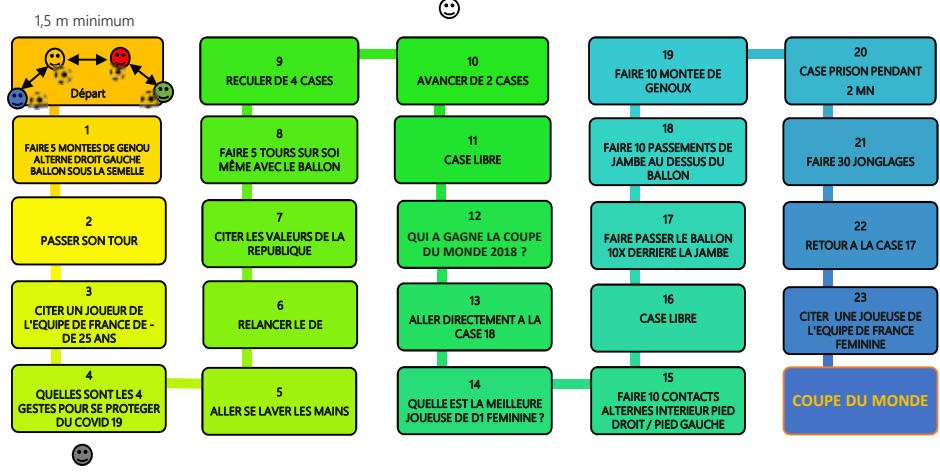 1,5 m minimum
Départ
1
FAIRE 5 MONTEES DE GENOU
ALTERNE DROIT GAUCHE
BALLON SOUS LA SEMELLE
2
PASSER SON TOUR
3
CITER UN JOUEUR DE
L'EQUIPE DE FRANCE DE -
DE 25 ANS
4
QUELLES SONT LES 4
GESTES POUR SE PROTEGER
DU COVID 19
5
ALLER SE LAVER LES MAINS
6
RELANCER LE DE
7
CITER LES VALEURS DE LA
REPUBLIQUE
8
FAIRE 5 TOURS SUR SOI
MÊME AVEC LE BALLON
9
RECULER DE 4 CASES
10
AVANCER DE 2 CASES
11
CASE LIBRE
12
QUI A GAGNE LA COUPE
DU MONDE 2018 ?
13
ALLER DIRECTEMENT A LA
CASE 18
14
QUELLE EST LA MEILLEURE
JOUEUSE DE D1 FEMININE ?
15
FAIRE 10 CONTACTS
ALTERNES INTERIEUR PIED
DROIT / PIED GAUCHE
16
CASE LIBRE
17
FAIRE PASSER LE BALLON
10X DERRIERE LA JAMBE
18
FAIRE 10 PASSEMENTS DE
JAMBE AU DESSUS DU
BALLON
19
FAIRE 10 MONTEE DE
GENOUX
20
CASE PRISON PENDANT
2 MN
21
FAIRE 30 JONGLAGES
22
RETOUR A LA CASE 17
23
CITER UNE JOUEUSE DE
L'EQUIPE DE FRANCE
FEMININE
COUPE DU MONDE